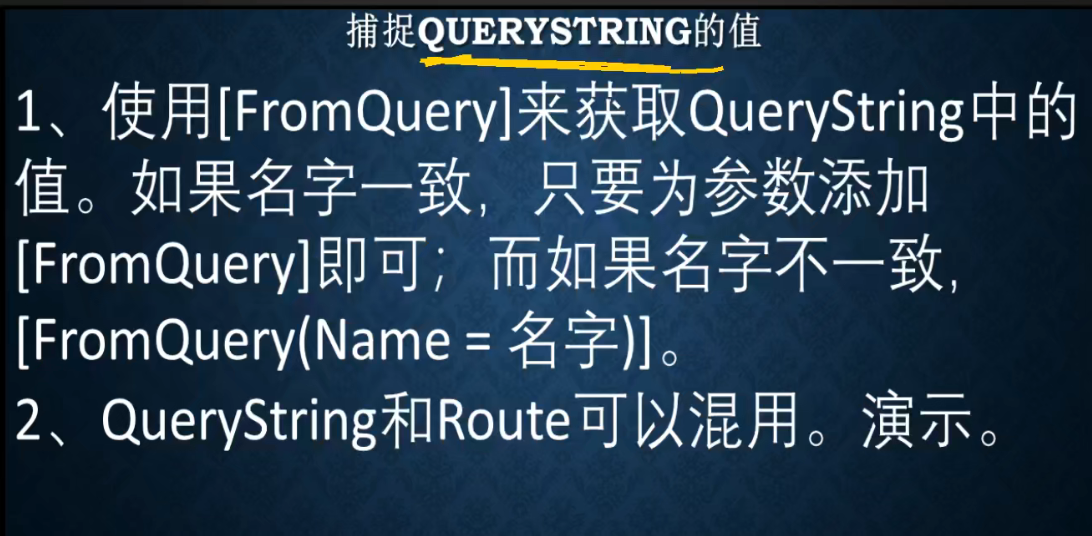 捕捉QUERYSTRING的值
1、使用[FromQuery]来获取QueryString中的
值。如果名字一致，只要为参数添加
[FromQuery]即可；而如果名字不一致，
[FromQuery(Name = 名字)]。
2、QueryString和Route可以混用。演示。